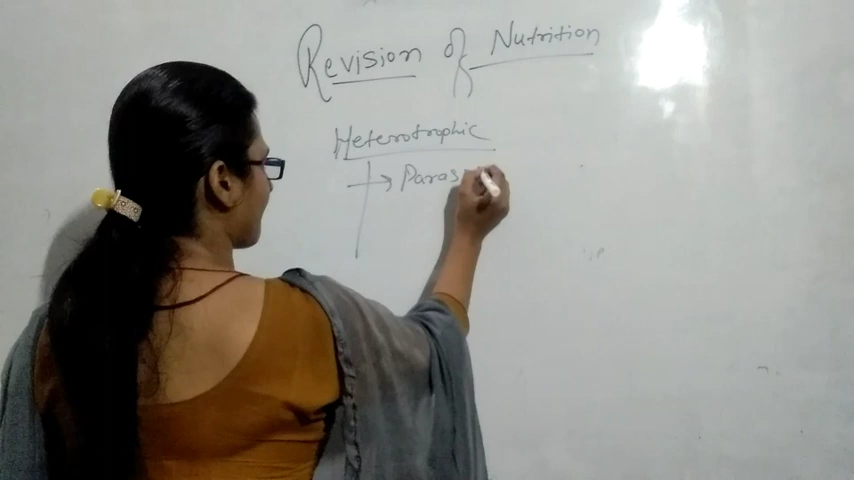 Revision of Nutrition
Heterotrophic
→ Paras